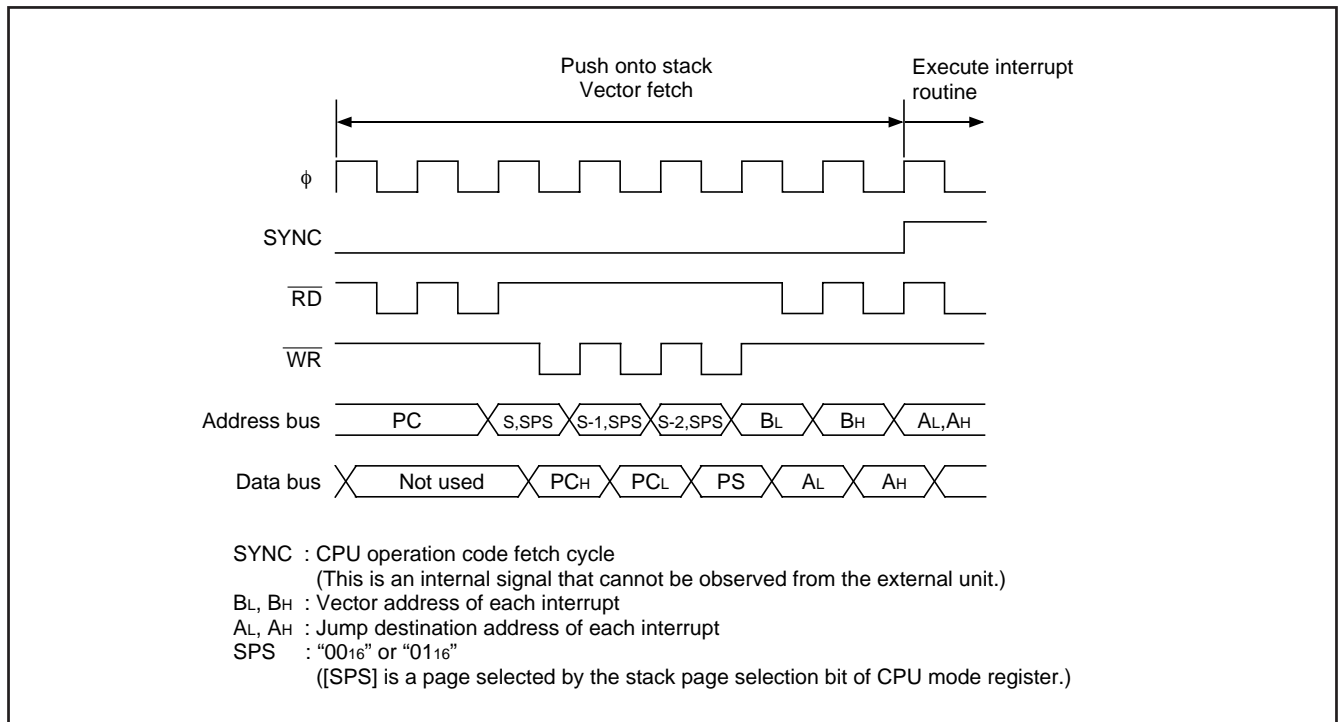 Push onto stack
Vector fetch
Execute interrupt
routine
φ
SYNC
RD
WR
Address bus PC S,SPS S-1,SPS S-2,SPS BL BH AL,AH
Data bus Not used PCH PCL PS AL AH
SYNC : CPU operation code fetch cycle
(This is an internal signal that cannot be observed from the external unit.)
BL, BH : Vector address of each interrupt
AL, AH : Jump destination address of each interrupt
SPS : “0016” or “0116”
([SPS] is a page selected by the stack page selection bit of CPU mode register.)